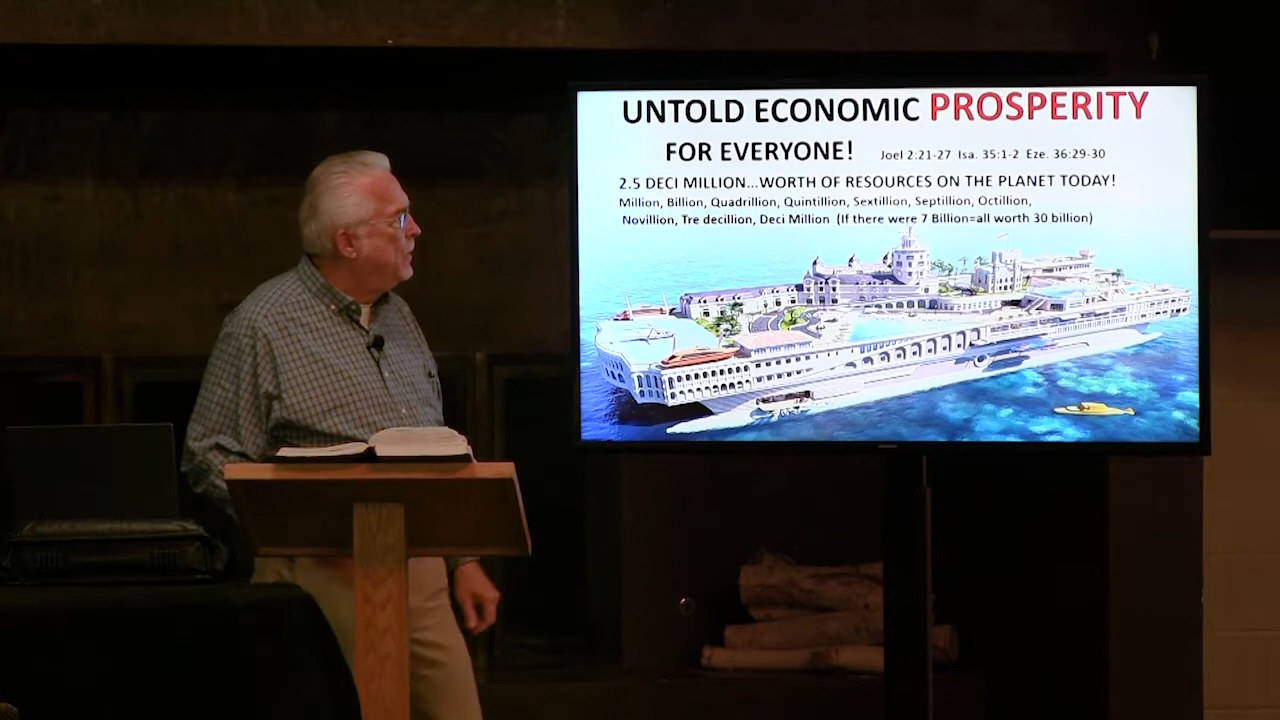 UNTOLD ECONOMIC PROSPERITY
FOR EVERYONE! Joel 2:21-27 Isa. 35:1-2 Eze. 36:29-30
2.5 DECI MILLION...WORTH OF RESOURCES ON THE PLANET TODAY!
Million, Billion, Quadrillion, Quintillion, Sextillion, Septillion, Octillion,
Novillion, Tre decillion, Deci Million (If there were 7 Billion=all worth 30 billion)